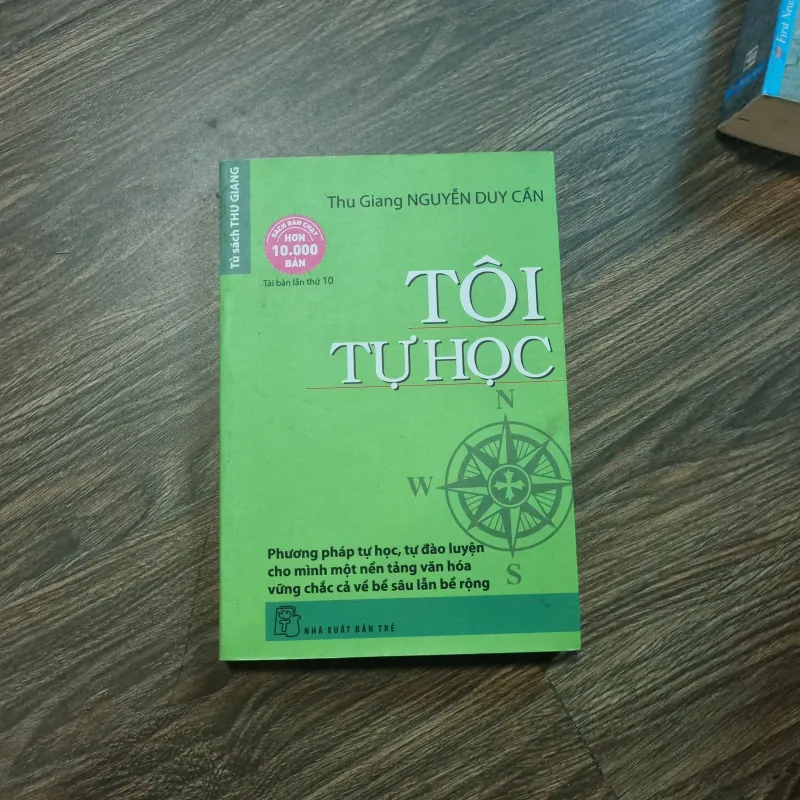 Tủ sách THU GIANG
Thu Giang NGUYỄN DUY CẦN
SÁCH BÁN CHẠY
HƠN
10.000
BẢN
Tái bản lần thứ 10
TÔI
TỰ HỌC
N
W
S
Phương pháp tự học, tự đào luyện
cho mình một nền tảng văn hóa
vững chắc cả về bề sâu lẫn bề rộng
NHÀ XUẤT BẢN TRẺ
First New